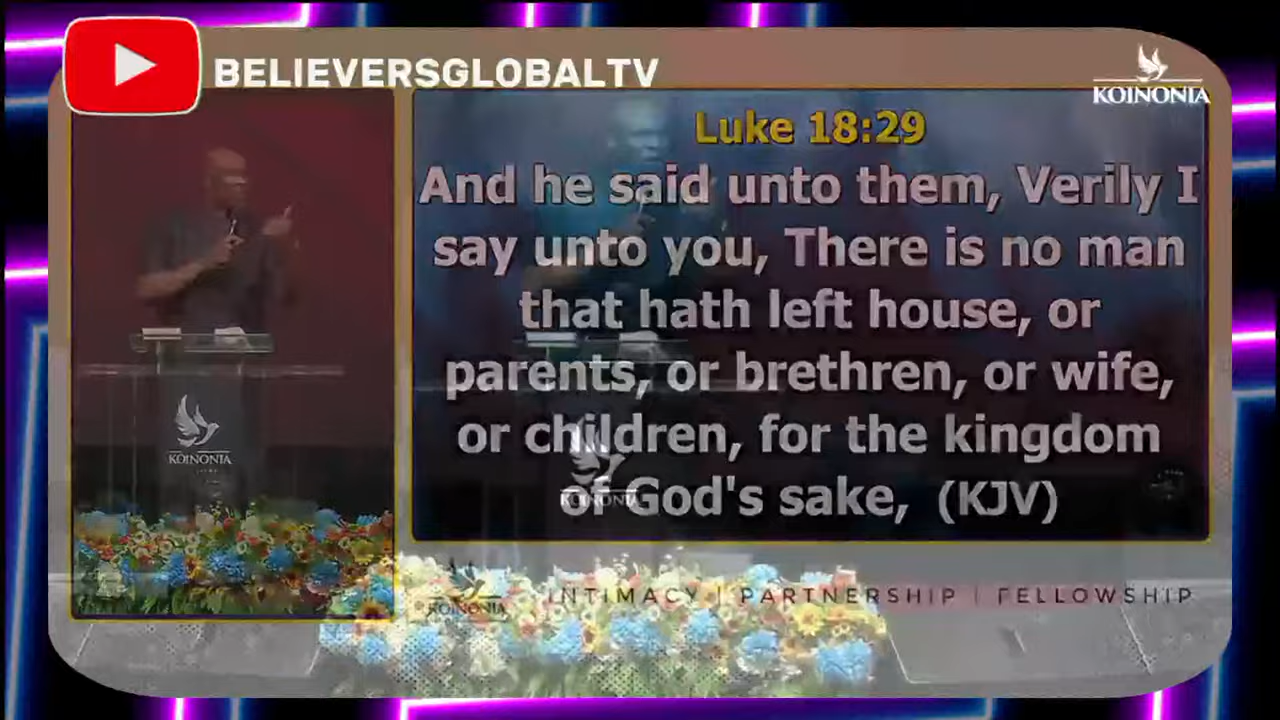 BELIEVERSGLOBALTV
KOINONIA
Luke 18:29
And he said unto them, Verily I
say unto you, There is no man
that hath left house, or
parents, or brethren, or wife,
or children, for the kingdom
of God's sake, (KJV)
KOINONIA
KOINONIA
KOINONIA
INTIMACY | PARTNERSHIP | FELLOWSHIP